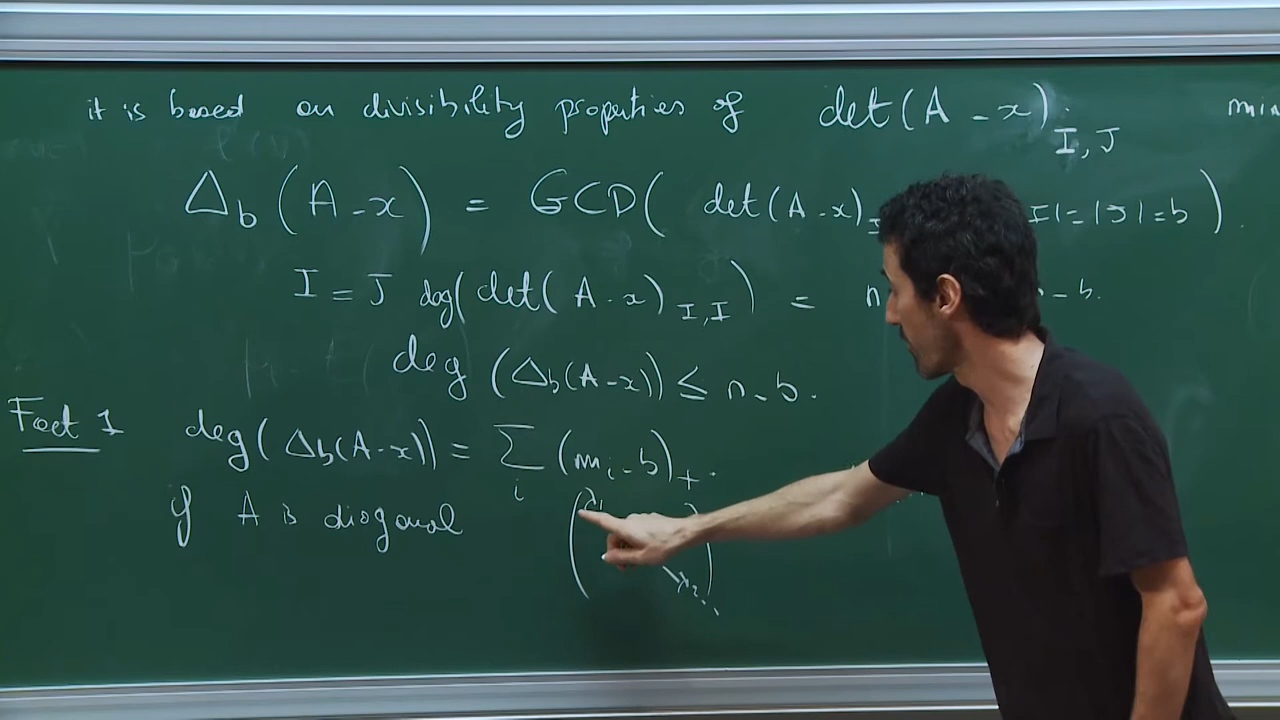 it is based on divisibility properties of det(A - x)_{I,J} min
Δ_b(A-x) = GCD( det(A-x)_I |I|=|J|=b ).
I = J deg(det(A-x)_{I,I}) = n - b.
deg(Δ_b(A-x)) ≤ n-b.
Fact 1 deg(Δ_b(A-x)) = Σ_i (m_i - b)_+.
if A is diagonal